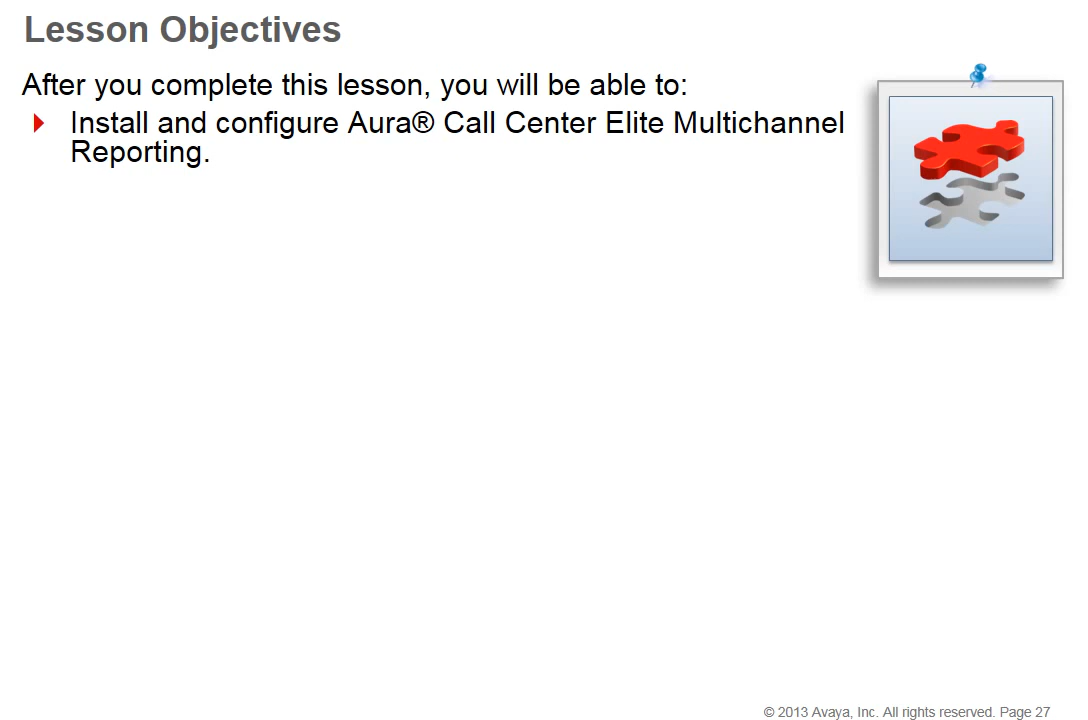 Lesson Objectives
After you complete this lesson, you will be able to:
Install and configure Aura® Call Center Elite Multichannel
Reporting.
© 2013 Avaya, Inc. All rights reserved. Page 27